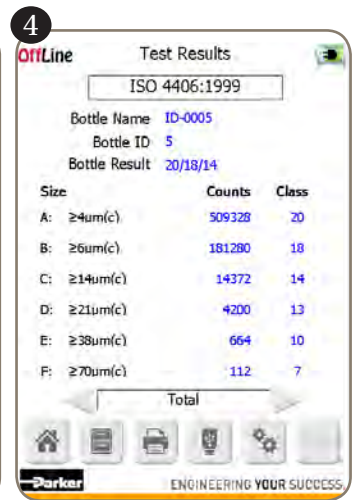 4
OffLine Test Results
ISO 4406:1999
Bottle Name ID-0005
Bottle ID 5
Bottle Result 20/18/14
Size Counts Class
A: ≥4um(c) 509328 20
B: ≥6um(c) 181280 18
C: ≥14um(c) 14372 14
D: ≥21um(c) 4200 13
E: ≥38um(c) 664 10
F: ≥70um(c) 112 7
Total
Parker ENGINEERING YOUR SUCCESS.